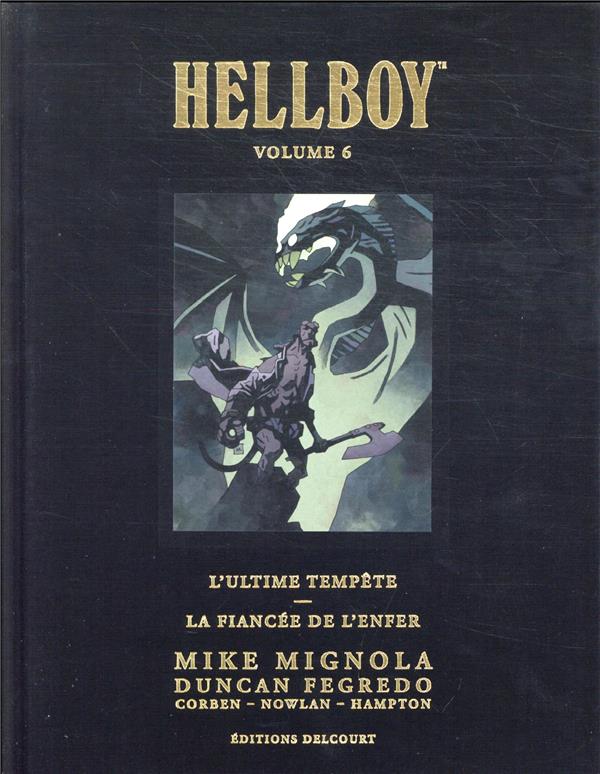 HELLBOY™
VOLUME 6
L'ULTIME TEMPÊTE
—
LA FIANCÉE DE L'ENFER
MIKE MIGNOLA
DUNCAN FEGREDO
CORBEN – NOWLAN – HAMPTON
ÉDITIONS DELCOURT